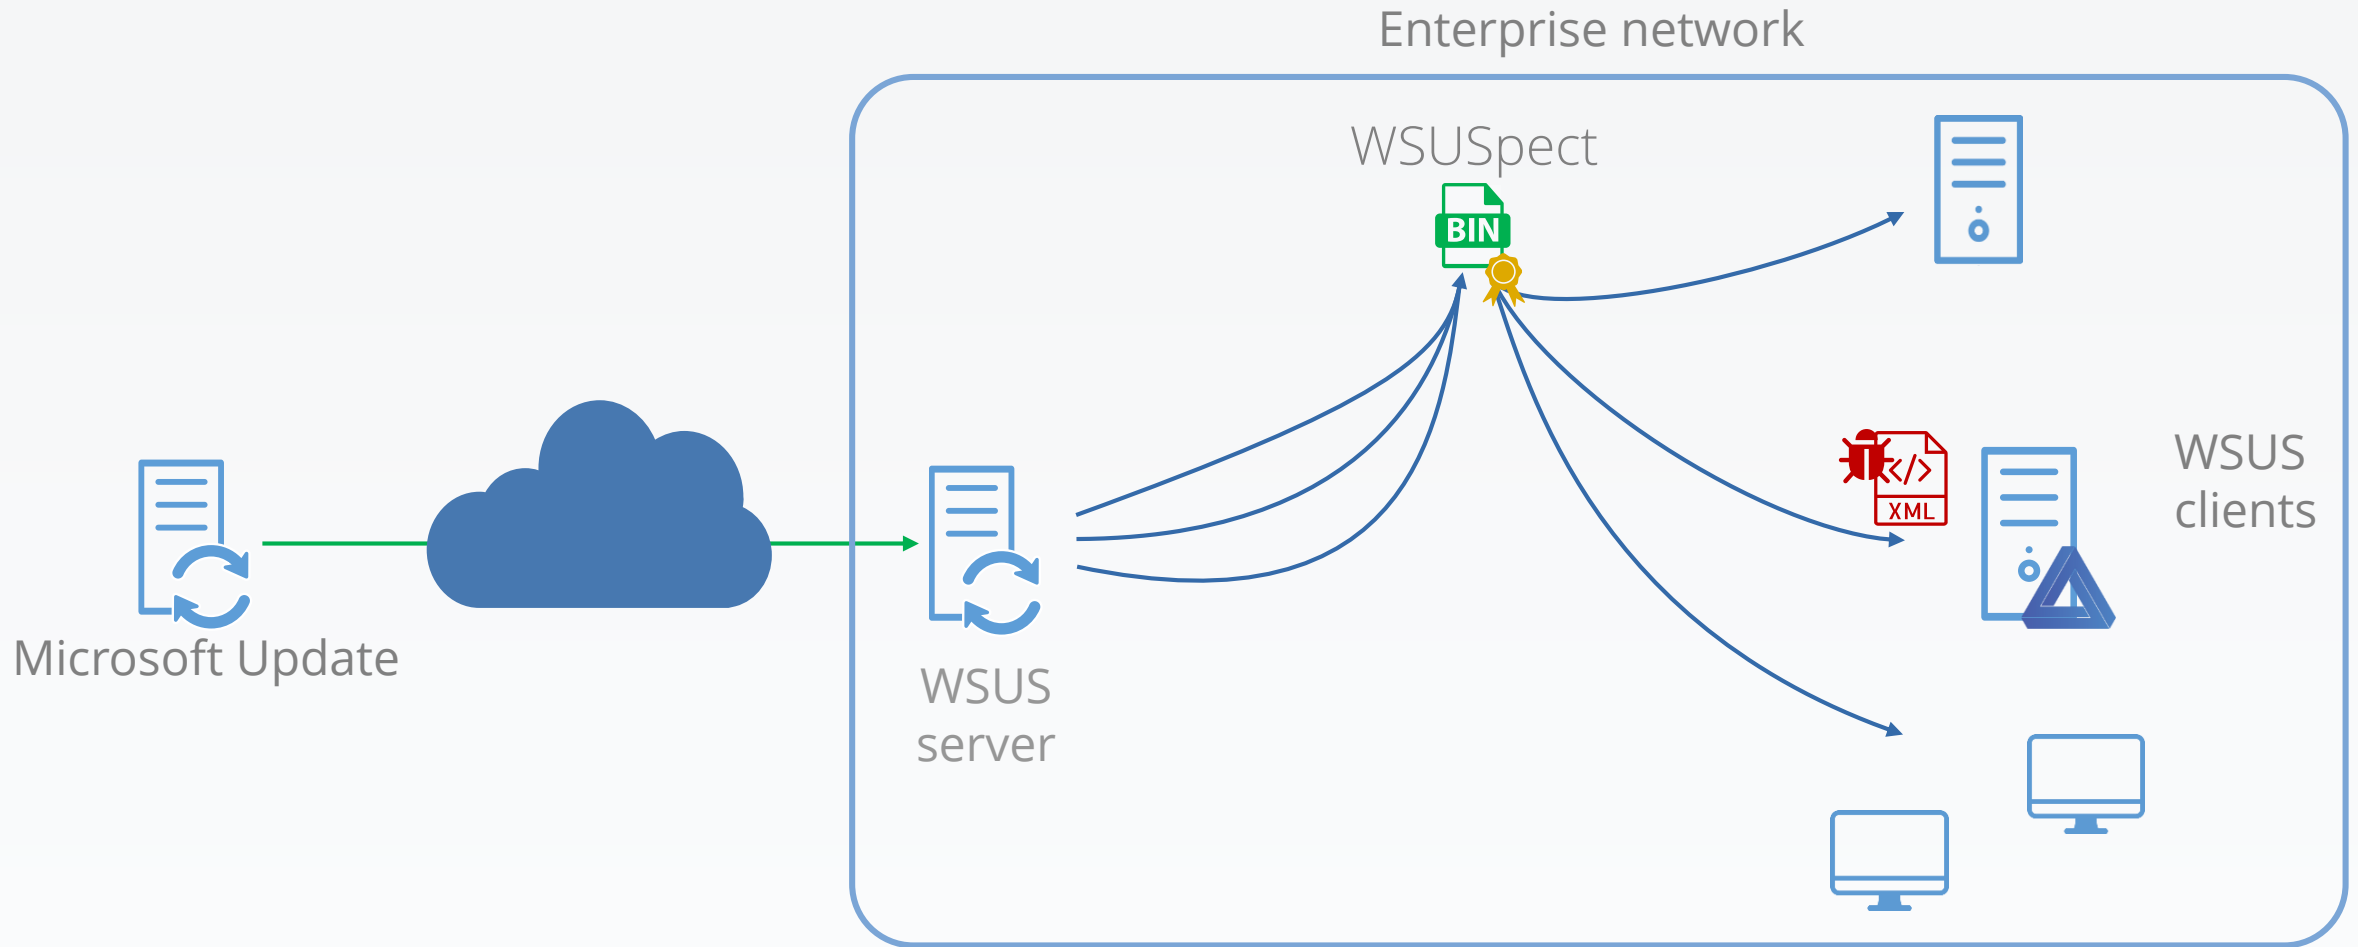 Enterprise network
WSUSpect
BIN
</>
XML
WSUS
clients
Microsoft Update
WSUS
server